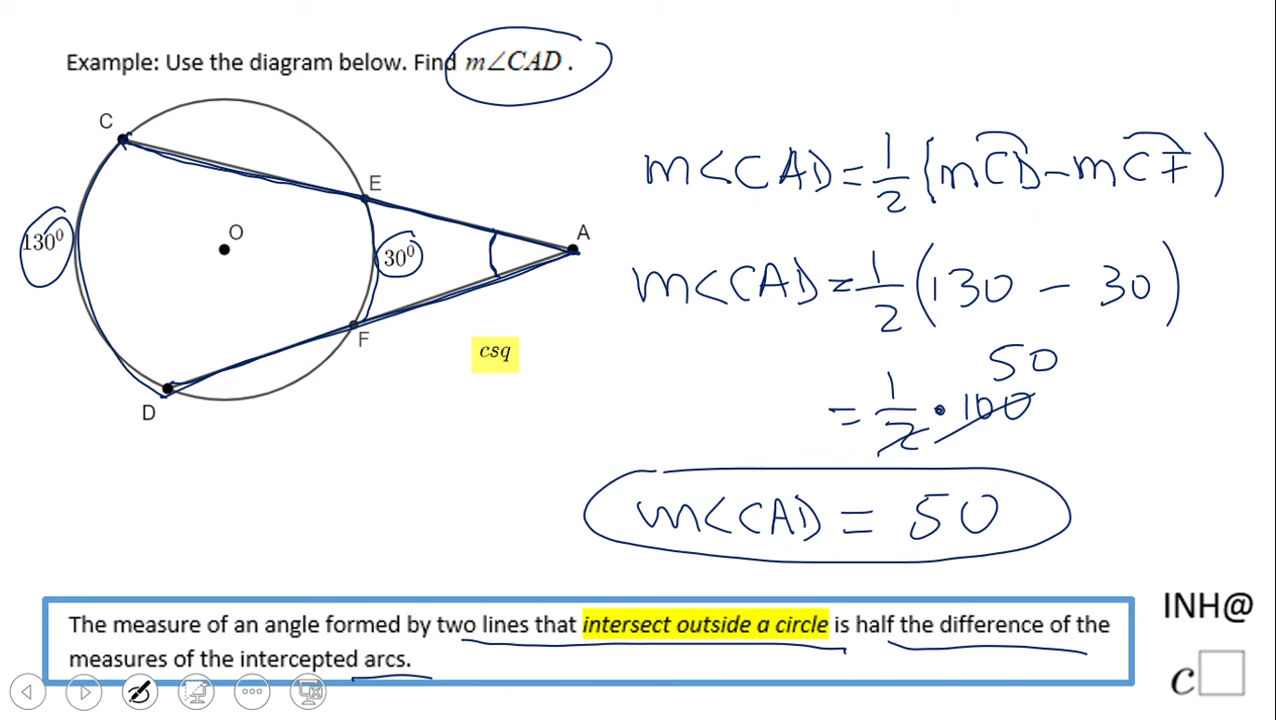 Example: Use the diagram below. Find m∠CAD.
C
E
A
O
130⁰
30⁰
F
D
csq
m<CAD = 1/2 (mCD - mCF)
m<CAD = 1/2 (130 - 30)
50
= 1/2 · 100
m<CAD = 50
The measure of an angle formed by two lines that intersect outside a circle is half the difference of the
measures of the intercepted arcs.
INH@
c